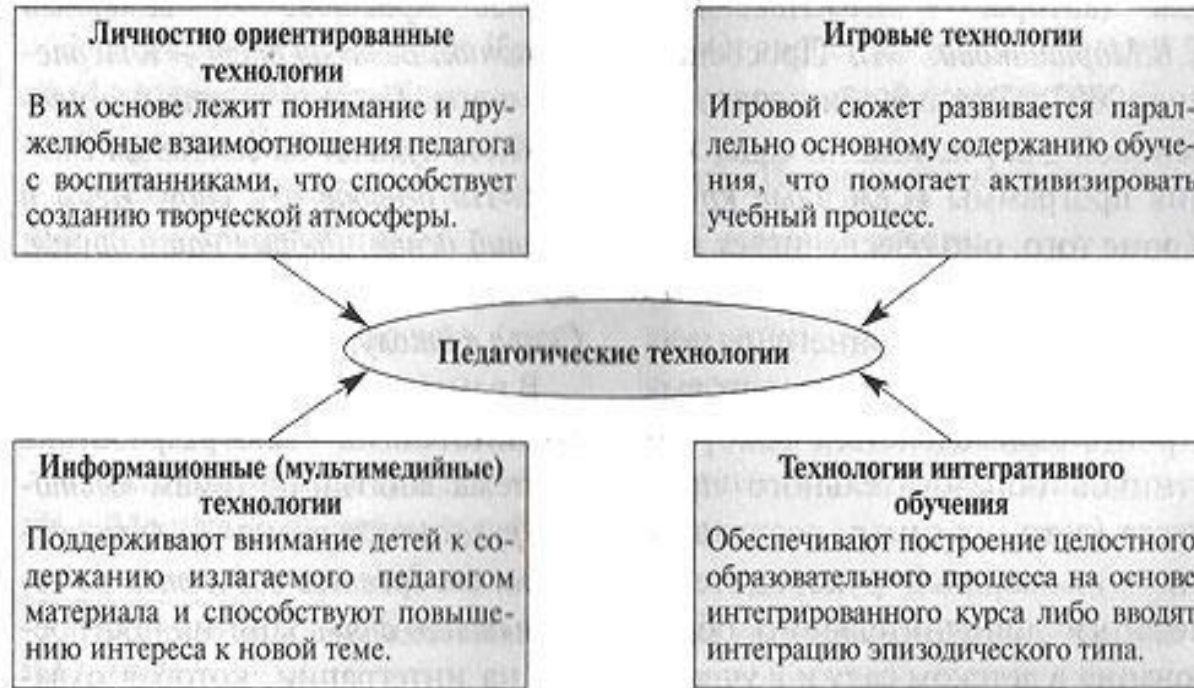 Личностно ориентированные
технологии
В их основе лежит понимание и дру-
желюбные взаимоотношения педагога
с воспитанниками, что способствует
созданию творческой атмосферы.
Игровые технологии
Игровой сюжет развивается парал-
лельно основному содержанию обуче-
ния, что помогает активизировать
учебный процесс.
Педагогические технологии
Информационные (мультимедийные)
технологии
Поддерживают внимание детей к со-
держанию излагаемого педагогом
материала и способствуют повыше-
нию интереса к новой теме.
Технологии интегративного
обучения
Обеспечивают построение целостного
образовательного процесса на основе
интегрированного курса либо вводят
интеграцию эпизодического типа.